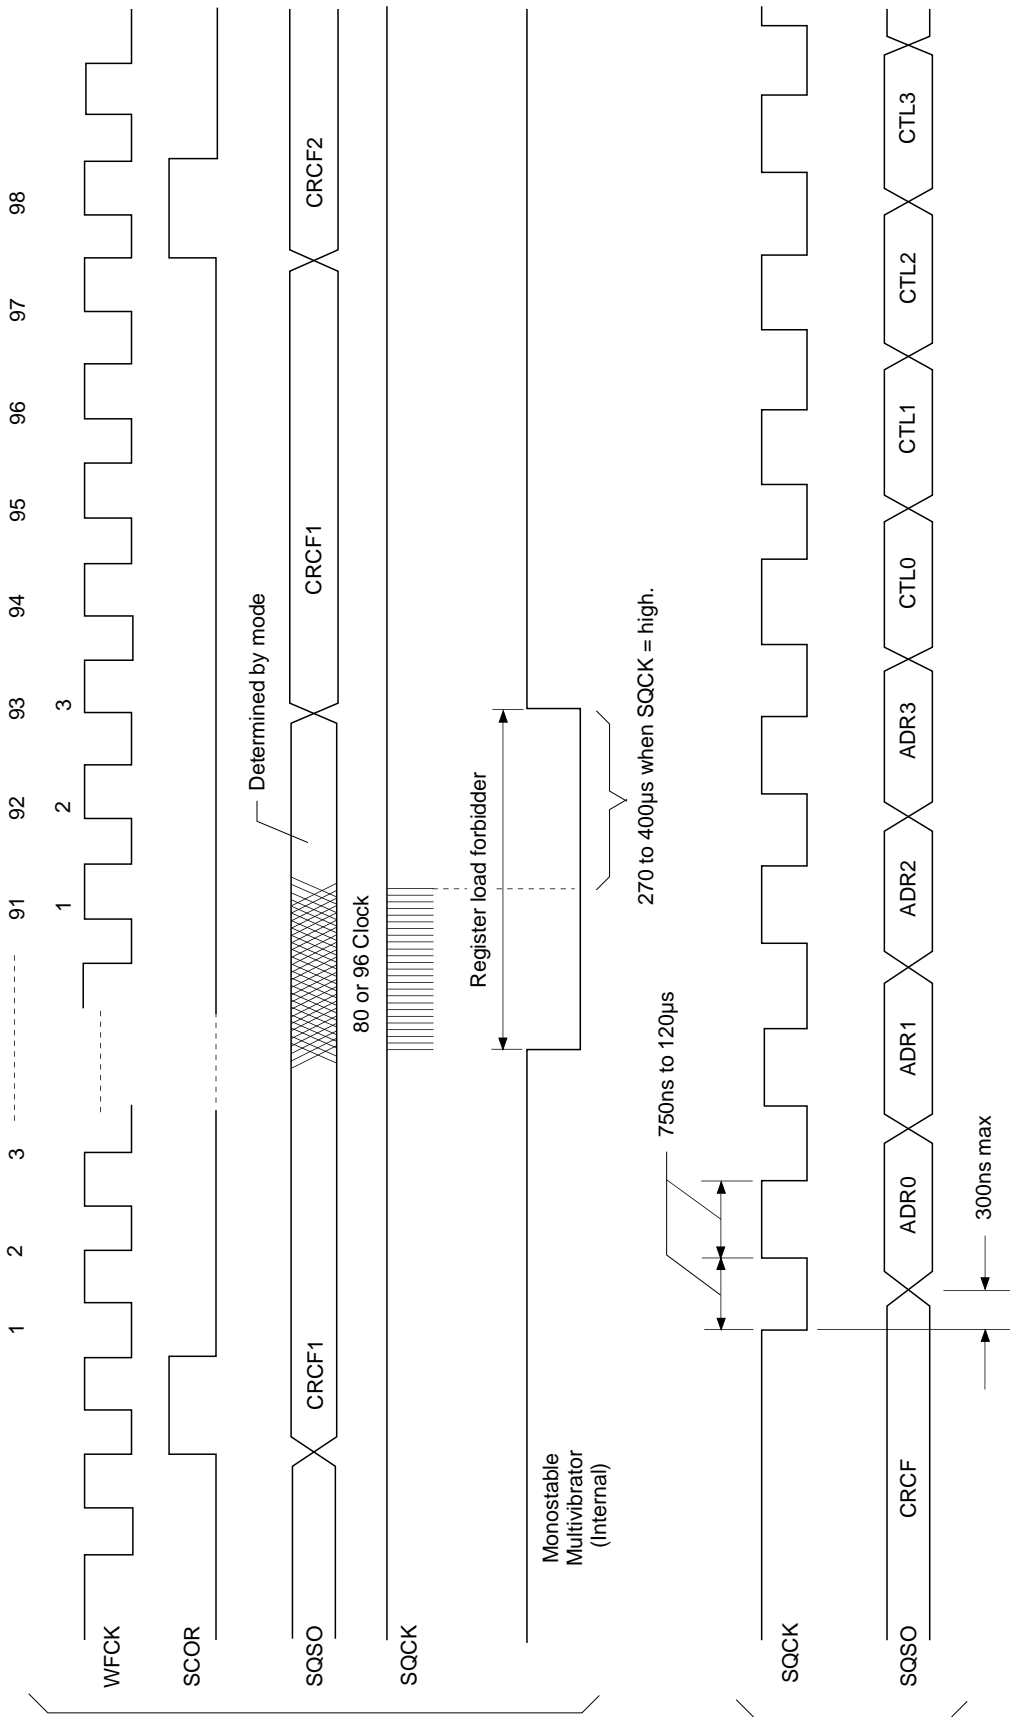 1 2 3 91 92 93 94 95 96 97 98
1 2 3
WFCK
SCOR
Determined by mode
SQSO CRCF1 CRCF1 CRCF2
80 or 96 Clock
SQCK
Register load forbidder
Monostable
Multivibrator
(Internal)
270 to 400μs when SQCK = high.
750ns to 120μs
SQCK
SQSO CRCF ADR0 ADR1 ADR2 ADR3 CTL0 CTL1 CTL2 CTL3
300ns max